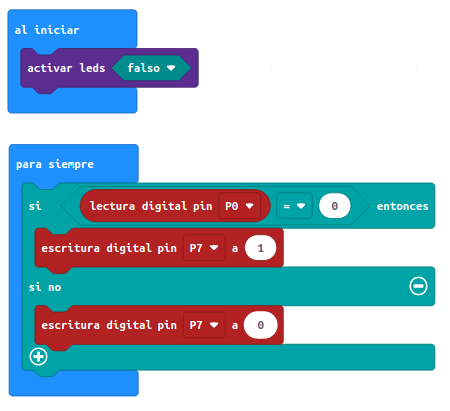 al iniciar
activar leds falso
para siempre
si lectura digital pin P0 = 0 entonces
escritura digital pin P7 a 1
si no
escritura digital pin P7 a 0